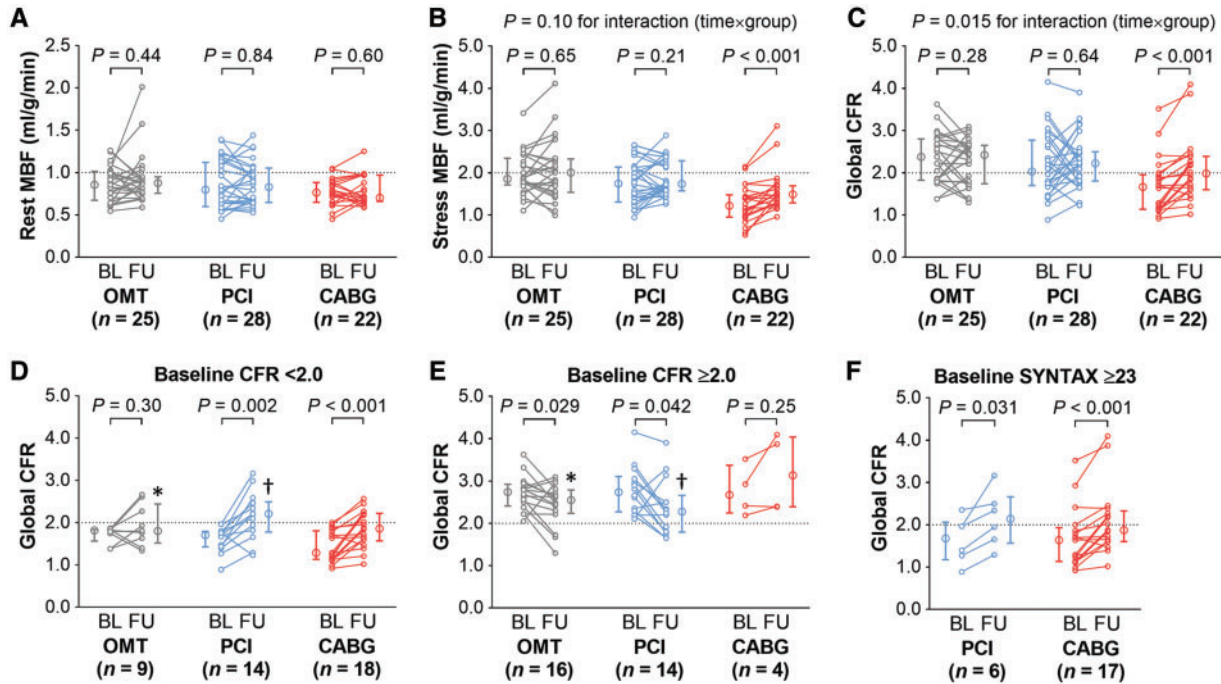 A
2.5
2.0
1.5
1.0
0.5
0.0
Rest MBF (ml/g/min)
P = 0.44
P = 0.84
P = 0.60
BL FU
BL FU
BL FU
OMT
PCI
CABG
(n = 25)
(n = 28)
(n = 22)
B
P = 0.10 for interaction (time×group)
5.0
4.0
3.0
2.0
1.0
0.0
Stress MBF (ml/g/min)
P = 0.65
P = 0.21
P < 0.001
BL FU
BL FU
BL FU
OMT
PCI
CABG
(n = 25)
(n = 28)
(n = 22)
C
P = 0.015 for interaction (time×group)
5.0
4.0
3.0
2.0
1.0
0.0
Global CFR
P = 0.28
P = 0.64
P < 0.001
BL FU
BL FU
BL FU
OMT
PCI
CABG
(n = 25)
(n = 28)
(n = 22)
D
Baseline CFR <2.0
5.0
4.0
3.0
2.0
1.0
0.0
Global CFR
P = 0.30
P = 0.002
P < 0.001
*
†
BL FU
BL FU
BL FU
OMT
PCI
CABG
(n = 9)
(n = 14)
(n = 18)
E
Baseline CFR ≥2.0
5.0
4.0
3.0
2.0
1.0
0.0
Global CFR
P = 0.029
P = 0.042
P = 0.25
*
†
BL FU
BL FU
BL FU
OMT
PCI
CABG
(n = 16)
(n = 14)
(n = 4)
F
Baseline SYNTAX ≥23
5.0
4.0
3.0
2.0
1.0
0.0
Global CFR
P = 0.031
P < 0.001
BL FU
BL FU
PCI
CABG
(n = 6)
(n = 17)